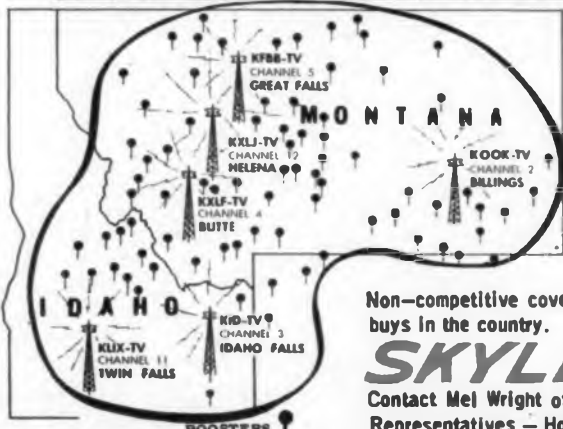 KFBB-TV
CHANNEL 5
GREAT FALLS
MONTANA
KXLJ-TV
CHANNEL 12
HELENA
KOOK-TV
CHANNEL 2
BILLINGS
KXLF-TV
CHANNEL 4
BUTTE
IDAHO
KID-TV
CHANNEL 3
IDAHO FALLS
KLIX-TV
CHANNEL 11
TWIN FALLS
Non-competitive cove
buys in the country.
SKYL
Contact Mel Wright of
Representatives — Ho
BOOSTERS